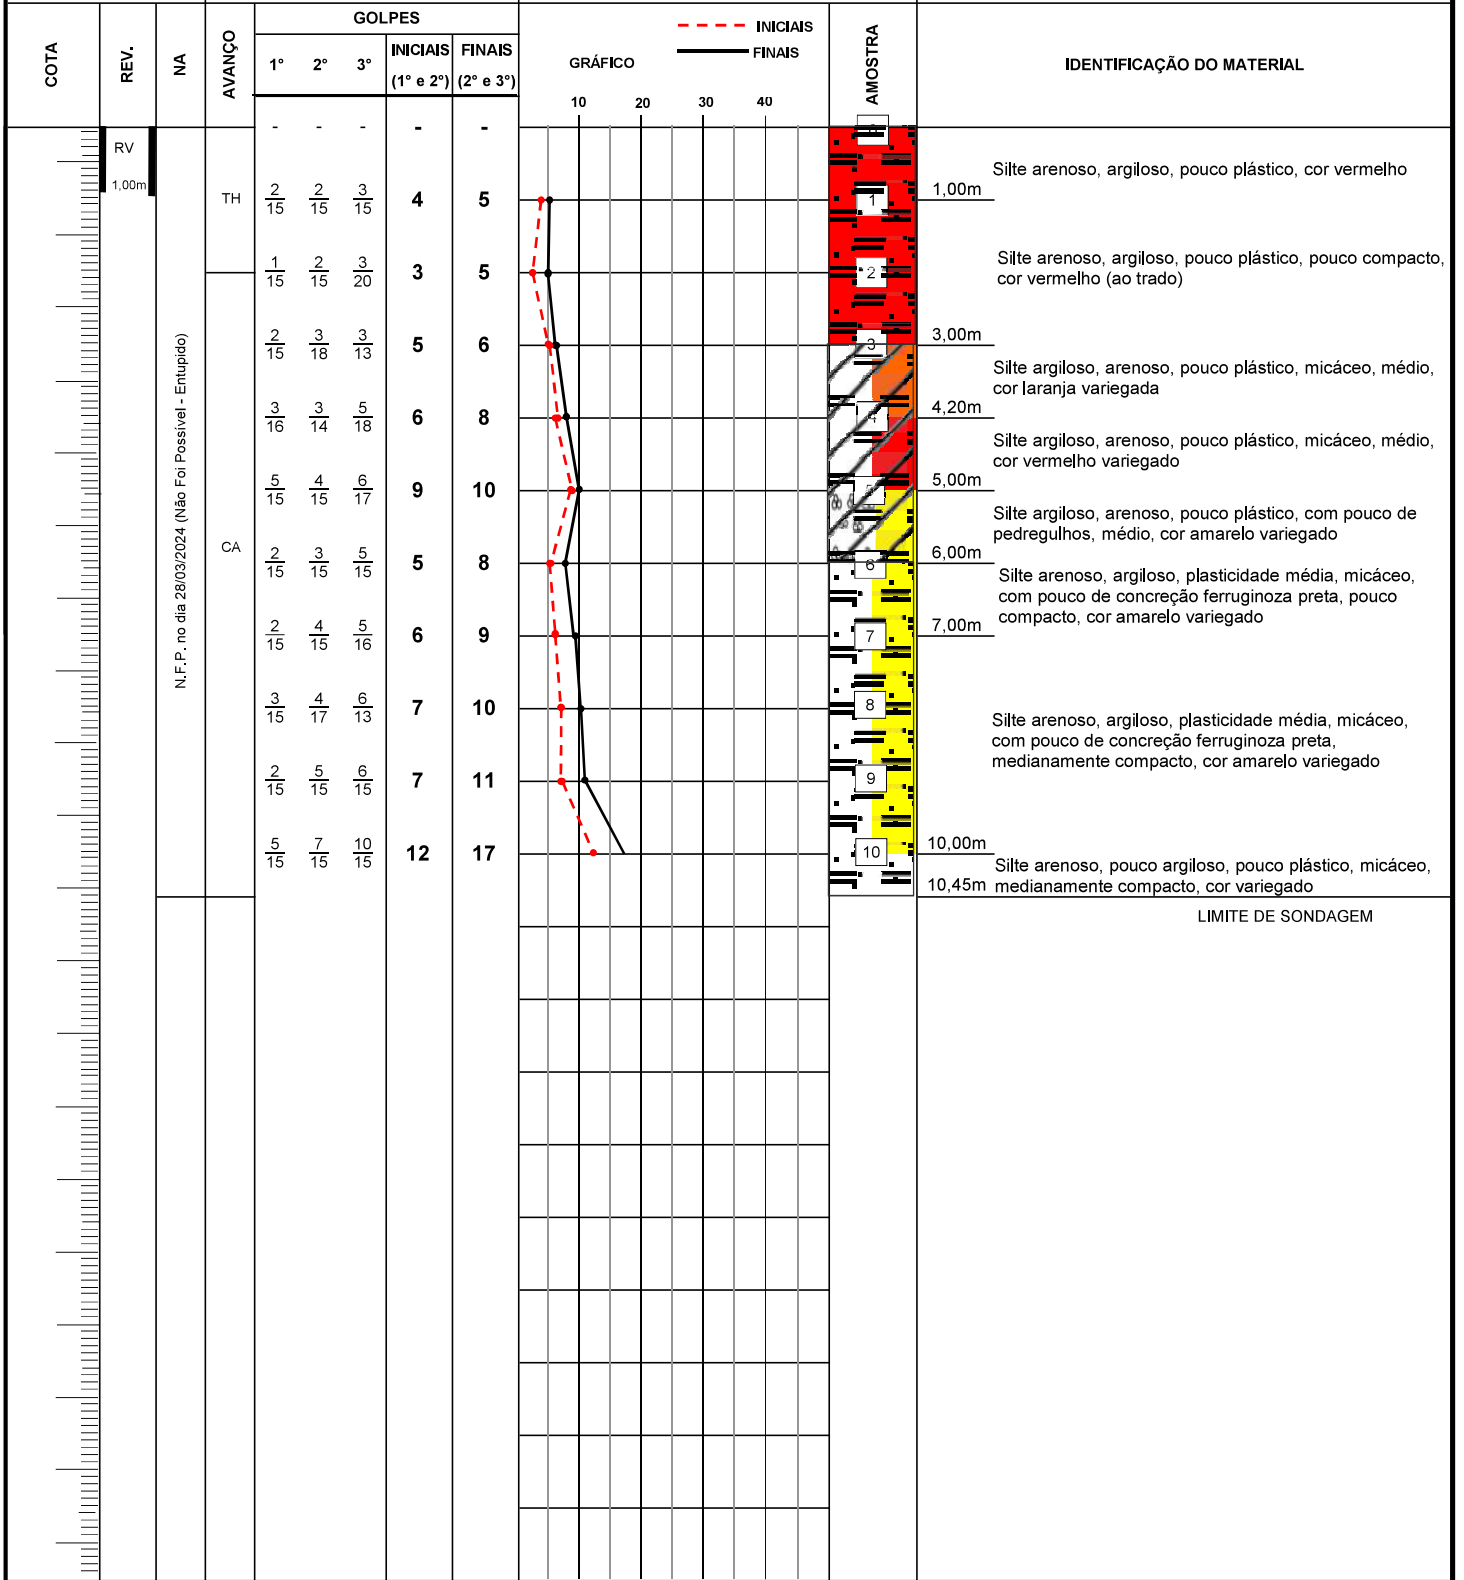 COTA
REV.
NA
AVANÇO
GOLPES
1° 2° 3°
INICIAIS
(1° e 2°)
FINAIS
(2° e 3°)
INICIAIS
FINAIS
GRÁFICO
10 20 30 40
AMOSTRA
IDENTIFICAÇÃO DO MATERIAL
- - - - -
RV
1,00m
TH
CA
N.F.P. no dia 28/03/2024 (Não Foi Possível - Entupido)
2/15 2/15 3/15 4 5
1/15 2/15 3/20 3 5
2/15 3/18 3/13 5 6
3/16 3/14 5/18 6 8
5/15 4/15 6/17 9 10
2/15 3/15 5/15 5 8
2/15 4/15 5/16 6 9
3/15 4/17 6/13 7 10
2/15 5/15 6/15 7 11
5/15 7/15 10/15 12 17
1
2
3
4
5
6
7
8
9
10
Silte arenoso, argiloso, pouco plástico, cor vermelho
1,00m
Silte arenoso, argiloso, pouco plástico, pouco compacto,
cor vermelho (ao trado)
3,00m
Silte argiloso, arenoso, pouco plástico, micáceo, médio,
cor laranja variegada
4,20m
Silte argiloso, arenoso, pouco plástico, micáceo, médio,
cor vermelho variegado
5,00m
Silte argiloso, arenoso, pouco plástico, com pouco de
pedregulhos, médio, cor amarelo variegado
6,00m
Silte arenoso, argiloso, plasticidade média, micáceo,
com pouco de concreção ferruginoza preta, pouco
compacto, cor amarelo variegado
7,00m
Silte arenoso, argiloso, plasticidade média, micáceo,
com pouco de concreção ferruginoza preta,
medianamente compacto, cor amarelo variegado
10,00m
Silte arenoso, pouco argiloso, pouco plástico, micáceo,
medianamente compacto, cor variegado
10,45m
LIMITE DE SONDAGEM